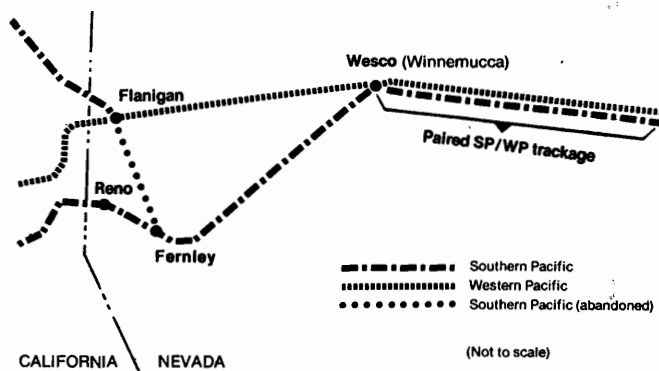 Wesco (Winnemucca)
Flanigan
Paired SP/WP trackage
Reno
Fernley
Southern Pacific
Western Pacific
Southern Pacific (abandoned)
(Not to scale)
CALIFORNIA NEVADA